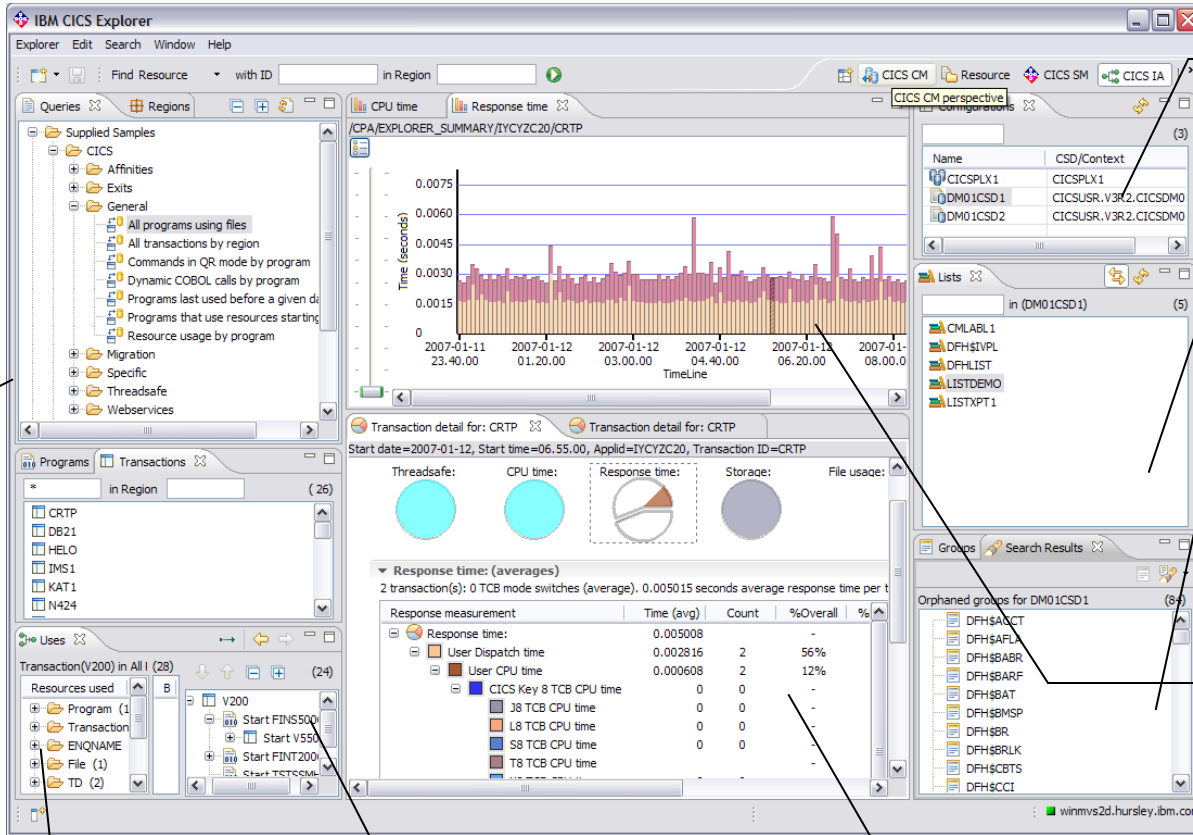 IBM CICS Explorer
Explorer Edit Search Window Help
Find Resource with ID in Region
CICS CM Resource CICS SM CICS IA
CICS CM perspective
Queries Regions
Supplied Samples
CICS
Affinities
Exits
General
All programs using files
All transactions by region
Commands in QR mode by program
Dynamic COBOL calls by program
Programs last used before a given da
Programs that use resources starting
Resource usage by program
Migration
Specific
Threadsafe
Webservices
Programs Transactions
* in Region (26)
CRTP
DB21
HELO
IMS1
KAT1
N424
Uses
Transaction(V200) in All I (28)
Resources used B
Program (1
Transaction
ENQNAME
File (1)
TD (2)
(24)
V200
Start FINS500
Start V550
Start FINT200
Start TSTSSMH
CPU time Response time
/CPA/EXPLORER_SUMMARY/IYCYZC20/CRTP
Time (seconds)
0.0075
0.0060
0.0045
0.0030
0.0015
0
2007-01-11 2007-01-12 2007-01-12 2007-01-12 2007-01-12 2007-01-
23.40.00 01.20.00 03.00.00 04.40.00 06.20.00 08.00.0
TimeLine
Transaction detail for: CRTP Transaction detail for: CRTP
Start date=2007-01-12, Start time=06.55.00, Applid=IYCYZC20, Transaction ID=CRTP
Threadsafe: CPU time: Response time: Storage: File usage:
Response time: (averages)
2 transaction(s): 0 TCB mode switches (average). 0.005015 seconds average response time per t
Response measurement Time (avg) Count %Overall %
Response time: 0.005008 -
User Dispatch time 0.002816 2 56%
User CPU time 0.000608 2 12%
CICS Key 8 TCB CPU time 0 0 -
J8 TCB CPU time 0 0 -
L8 TCB CPU time 0 0 -
S8 TCB CPU time 0 0 -
T8 TCB CPU time -
Configurations
(3)
Name CSD/Context
CICSPLX1 CICSPLX1
DM01CSD1 CICSUSR.V3R2.CICSDM0
DM01CSD2 CICSUSR.V3R2.CICSDM0
Lists
in (DM01CSD1) (5)
CMLABL1
DFH$IVPL
DFHLIST
LISTDEMO
LISTXPT1
Groups Search Results
Orphaned groups for DM01CSD1 (84)
DFH$ACCT
DFH$AFLA
DFH$BABR
DFH$BARF
DFH$BAT
DFH$BMSP
DFH$BR
DFH$BRLK
DFH$CBTS
DFH$CCI
winmvs2d.hursley.ibm.co